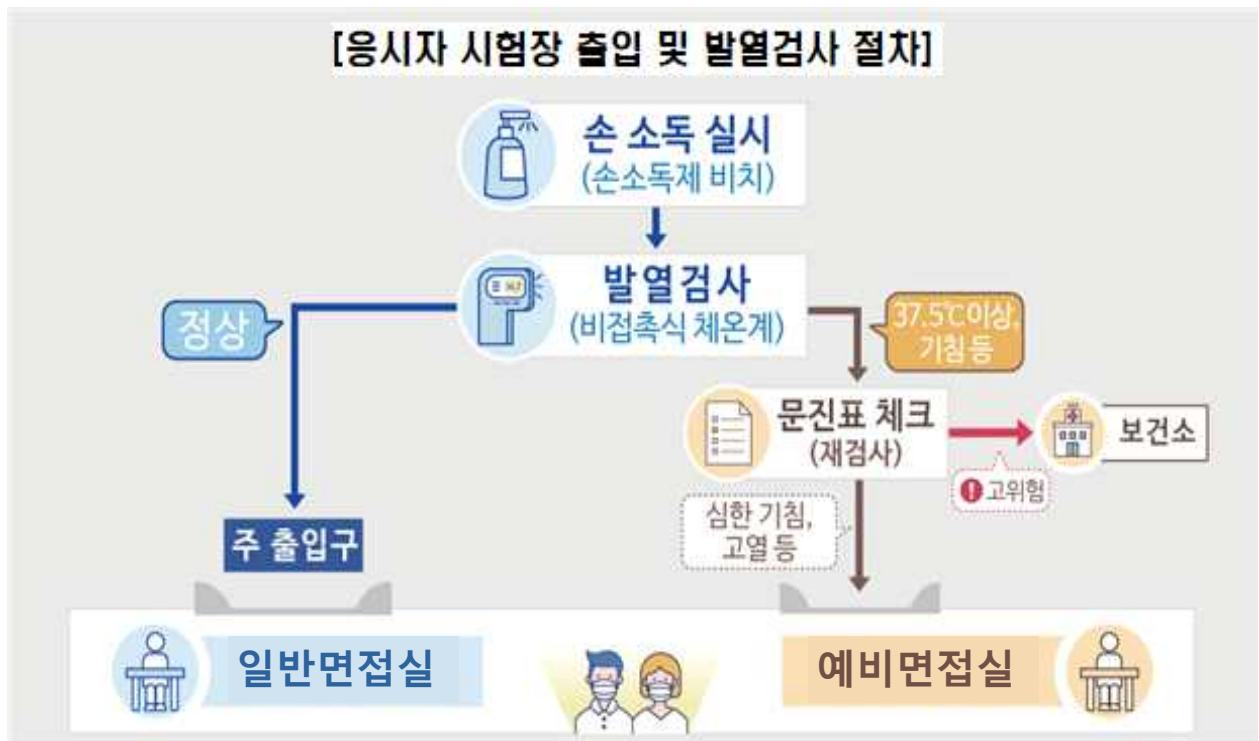 [응시자 시험장 출입 및 발열검사 절차]
손 소독 실시
(손소독제 비치)
발열검사
(비접촉식 체온계)
정상
37.5℃이상,
기침 등
문진표 체크
(재검사)
보건소
고위험
심한 기침,
고열 등
주 출입구
일반면접실
예비면접실